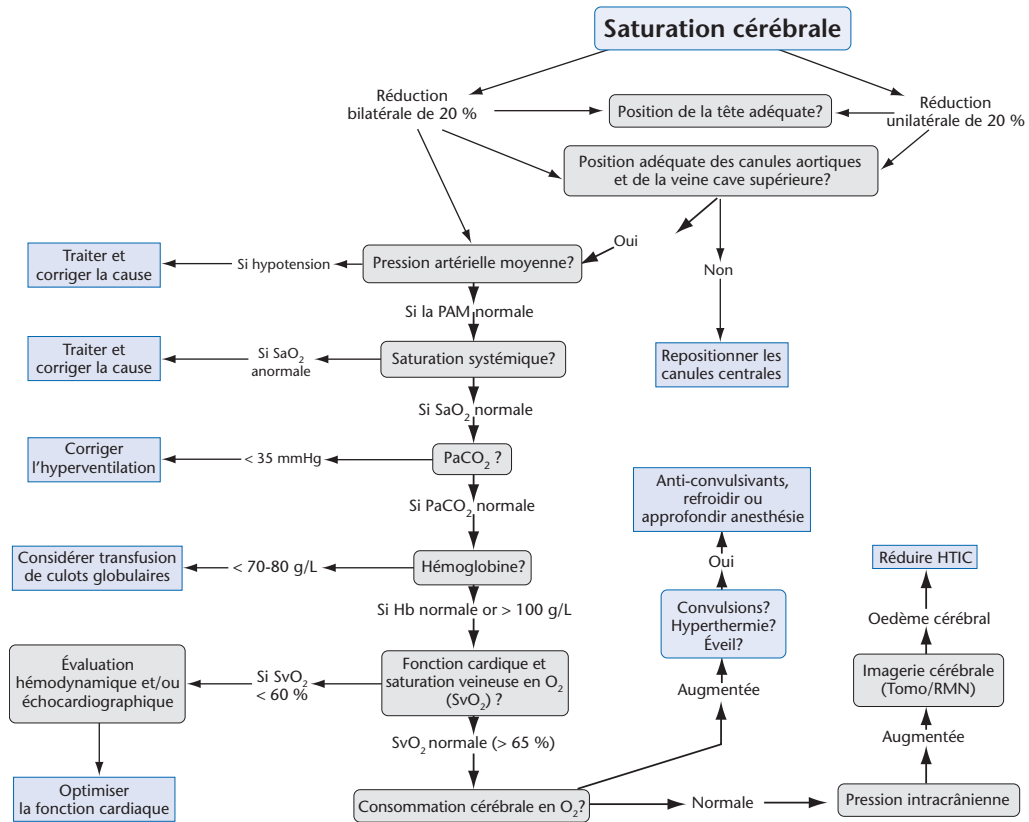 Saturation cérébrale
Réduction
bilatérale de 20 %
Position de la tête adéquate?
Réduction
unilatérale de 20 %
Position adéquate des canules aortiques
et de la veine cave supérieure?
Oui
Non
Traiter et
corriger la cause
Si hypotension
Pression artérielle moyenne?
Si la PAM normale
Repositionner les
canules centrales
Traiter et
corriger la cause
Si SaO2
anormale
Saturation systémique?
Si SaO2 normale
Corriger
l'hyperventilation
< 35 mmHg
PaCO2 ?
Si PaCO2 normale
Anti-convulsivants,
refroidir ou
approfondir anesthésie
Oui
Considérer transfusion
de culots globulaires
< 70-80 g/L
Hémoglobine?
Si Hb normale or > 100 g/L
Convulsions?
Hyperthermie?
Éveil?
Augmentée
Réduire HTIC
Oedème cérébral
Imagerie cérébrale
(Tomo/RMN)
Augmentée
Évaluation
hémodynamique et/ou
échocardiographique
Si SvO2
< 60 %
Fonction cardique et
saturation veineuse en O2
(SvO2) ?
SvO2 normale (> 65 %)
Optimiser
la fonction cardiaque
Consommation cérébrale en O2?
Normale
Pression intracrânienne